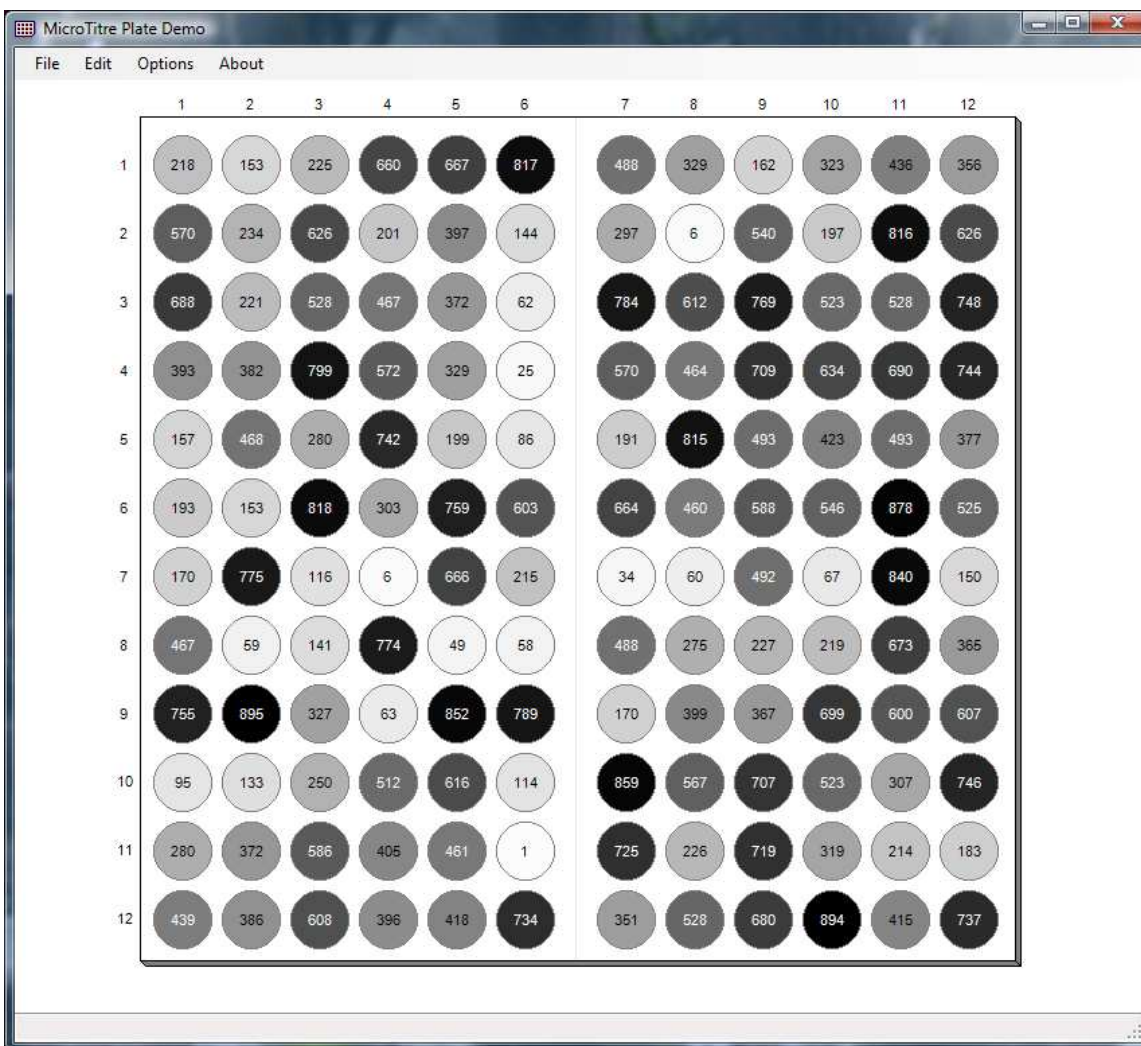 MicroTitre Plate Demo
File Edit Options About
1 2 3 4 5 6 7 8 9 10 11 12
1 218 153 225 660 667 817 488 329 162 323 436 356
2 570 234 626 201 397 144 297 6 540 197 816 626
3 688 221 528 467 372 62 784 612 769 523 528 748
4 393 382 799 572 329 25 570 464 709 634 690 744
5 157 468 280 742 199 86 191 815 493 423 493 377
6 193 153 818 303 759 603 664 460 588 546 878 525
7 170 775 116 6 666 215 34 60 492 67 840 150
8 467 59 141 774 49 58 488 275 227 219 673 365
9 755 895 327 63 852 789 170 399 367 699 600 607
10 95 133 250 512 616 114 859 567 707 523 307 746
11 280 372 586 405 461 1 725 226 719 319 214 183
12 439 386 608 396 418 734 351 528 680 894 415 737